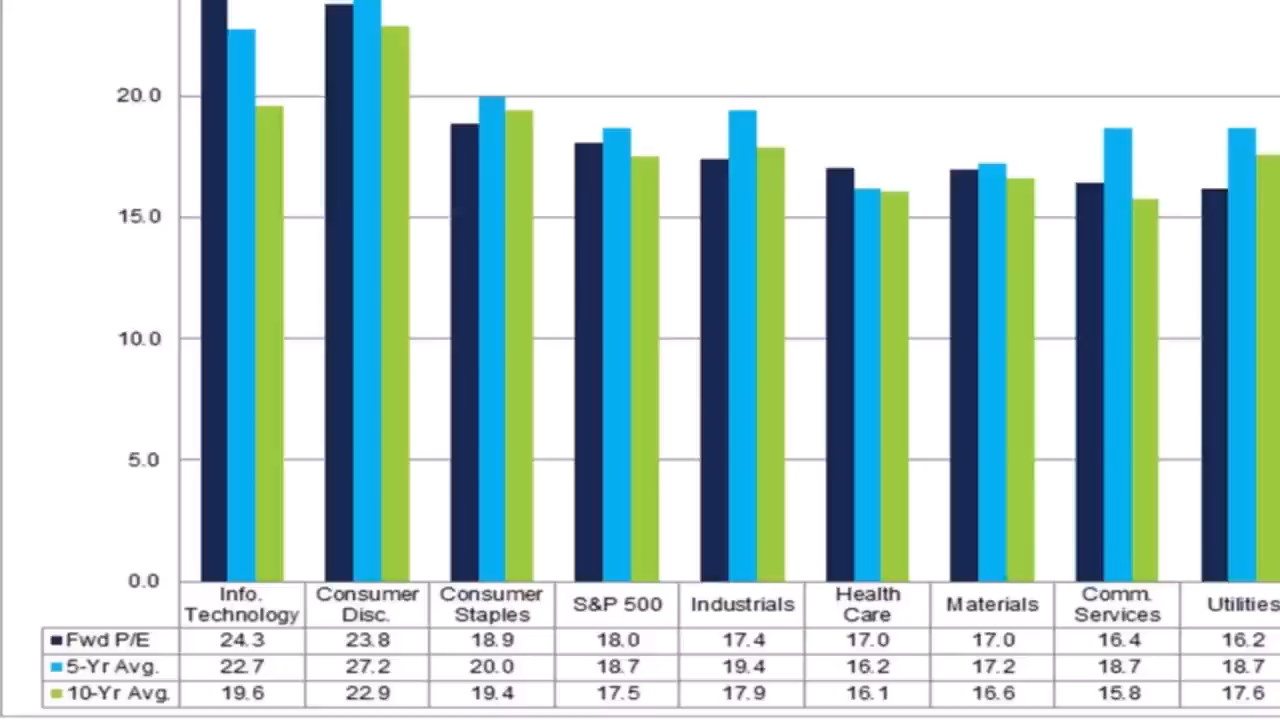 20.0
15.0
10.0
5.0
0.0
Info. Technology Consumer Disc. Consumer Staples S&P 500 Industrials Health Care Materials Comm. Services Utilities
Fwd P/E 24.3 23.8 18.9 18.0 17.4 17.0 17.0 16.4 16.2
5-Yr Avg. 22.7 27.2 20.0 18.7 19.4 16.2 17.2 18.7 18.7
10-Yr Avg. 19.6 22.9 19.4 17.5 17.9 16.1 16.6 15.8 17.6